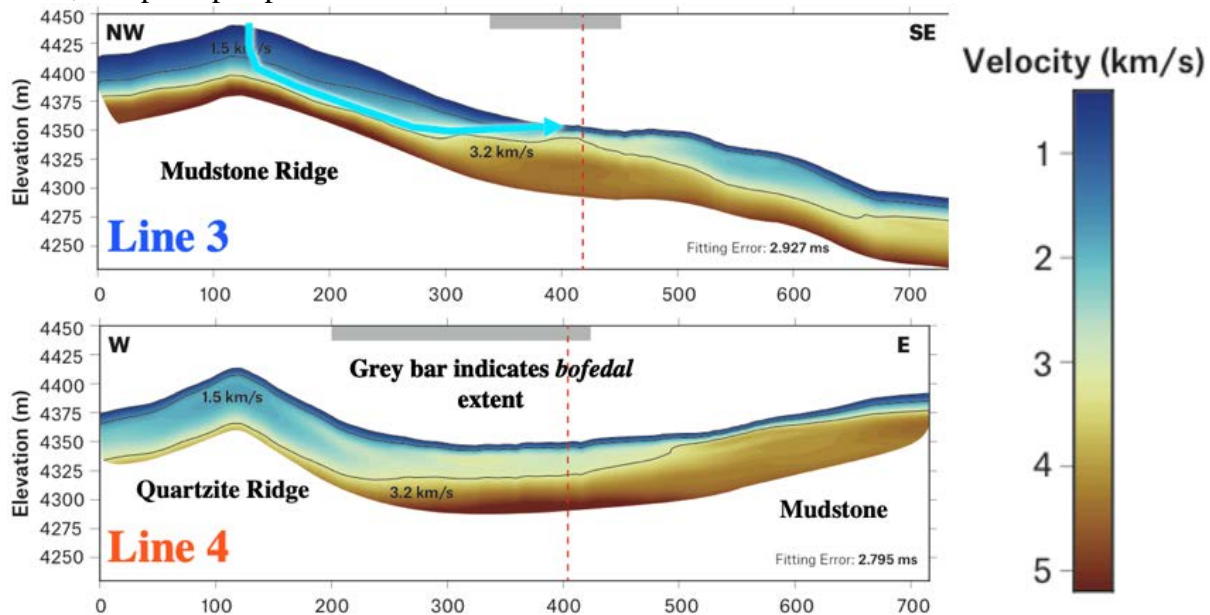 4450
NW
SE
4425
1.5 km/s
4400
4375
4350
4325
3.2 km/s
4300
4275
4250
Elevation (m)
Mudstone Ridge
Line 3
Fitting Error: 2.927 ms
0 100 200 300 400 500 600 700
4450
W
E
4425
Grey bar indicates bofedal
extent
4400
1.5 km/s
4375
4350
4325
4300
3.2 km/s
4275
4250
Elevation (m)
Quartzite Ridge
Mudstone
Line 4
Fitting Error: 2.795 ms
0 100 200 300 400 500 600 700
Velocity (km/s)
1
2
3
4
5